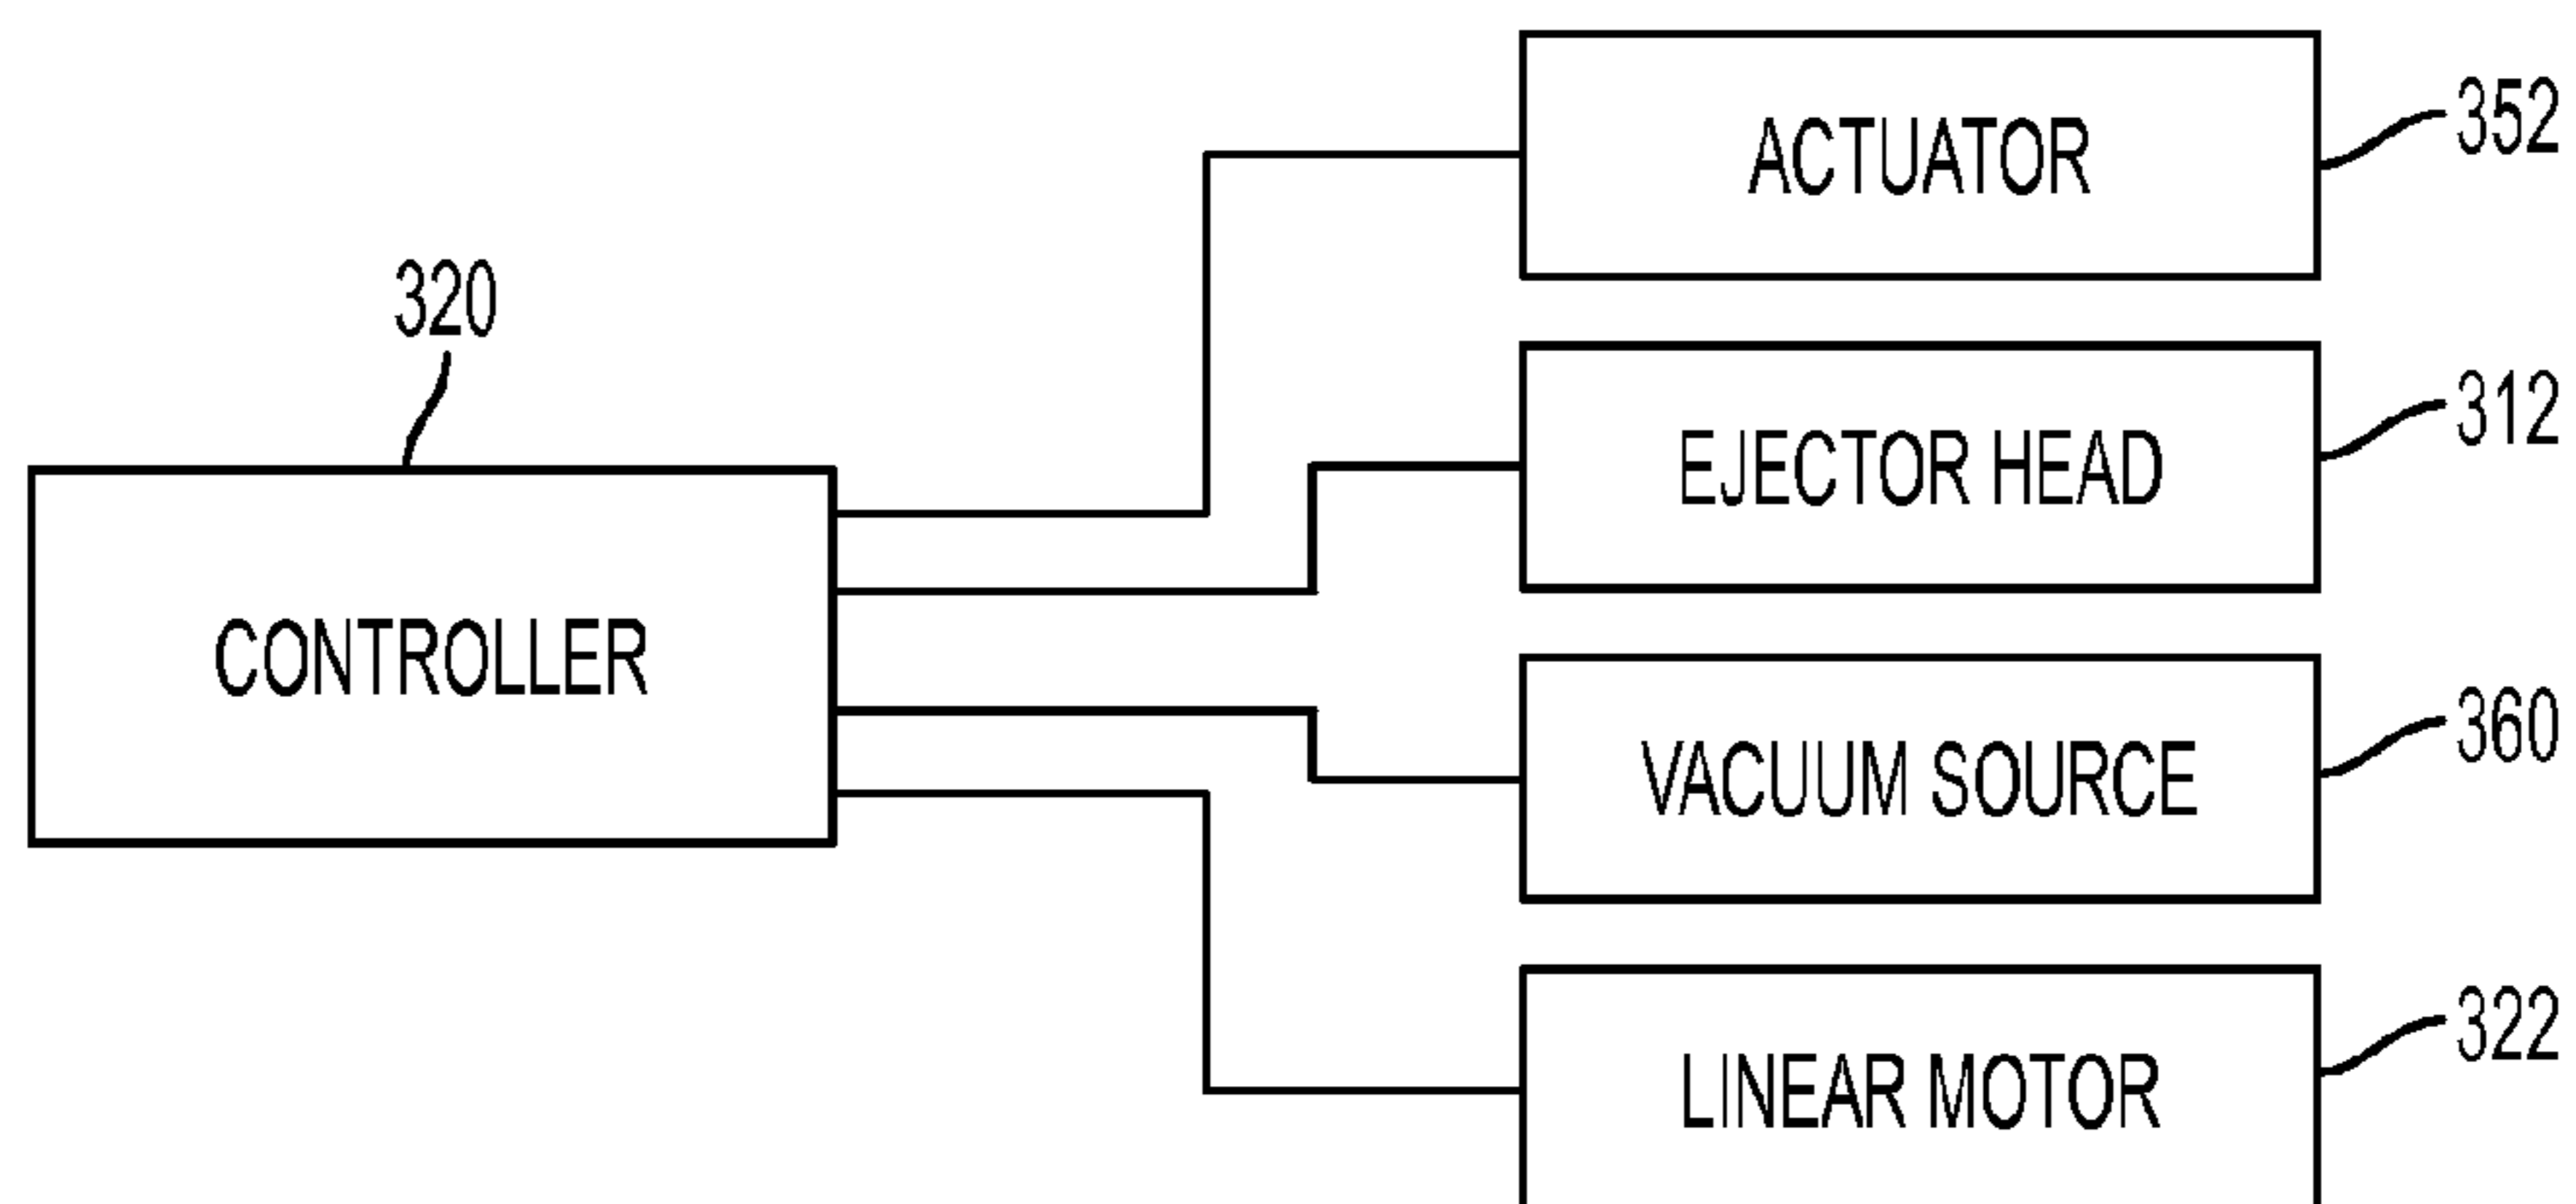 352
ACTUATOR
320
312
EJECTOR HEAD
CONTROLLER
360
VACUUM SOURCE
322
LINEAR MOTOR